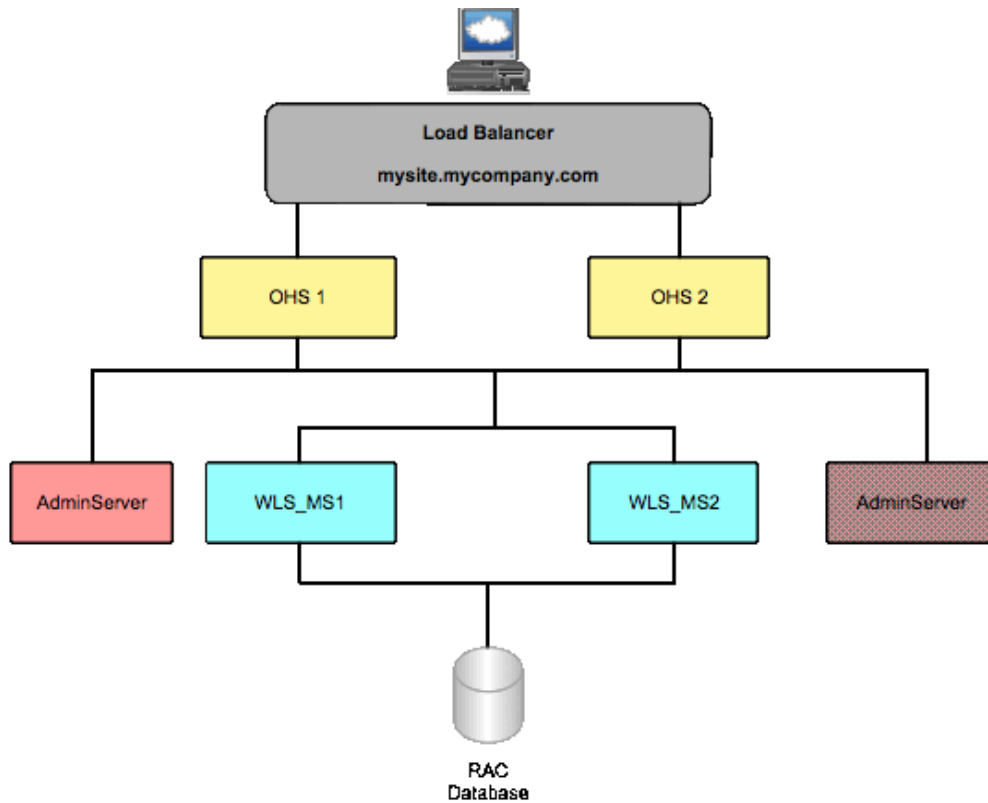 Load Balancer
mysite.mycompany.com
OHS 1
OHS 2
AdminServer
WLS_MS1
WLS_MS2
AdminServer
RAC
Database